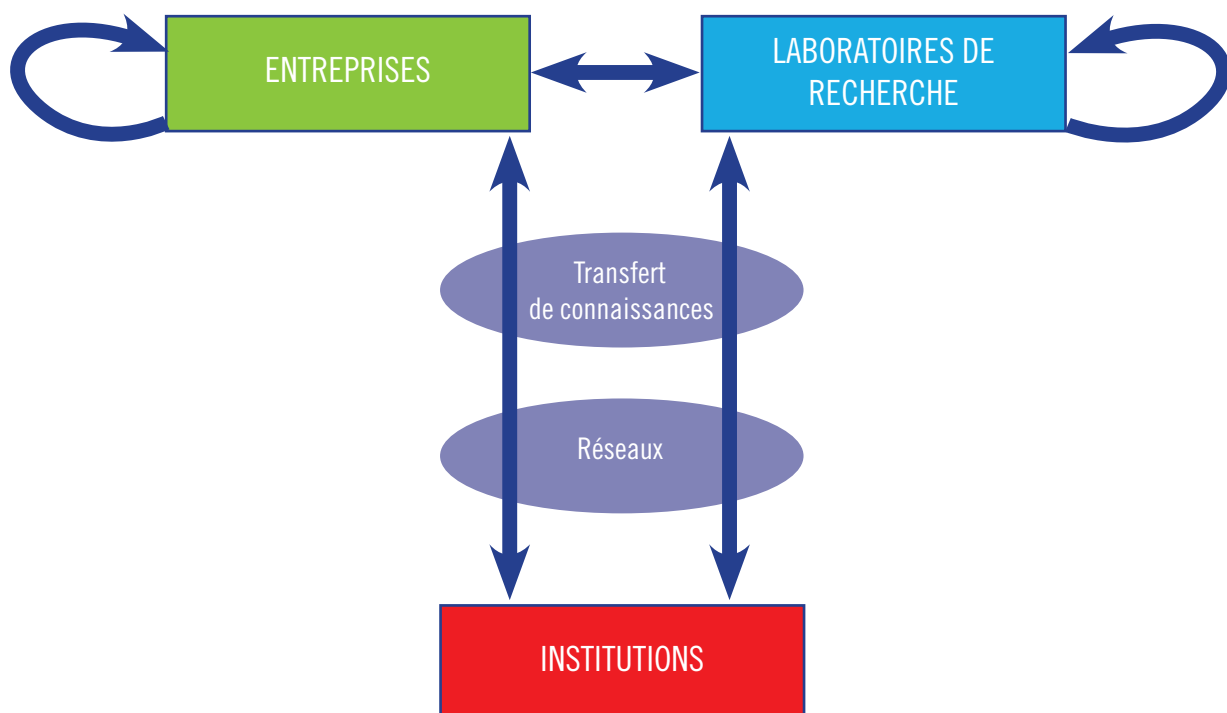 ENTREPRISES
LABORATOIRES DE
RECHERCHE
Transfert
de connaissances
Réseaux
INSTITUTIONS